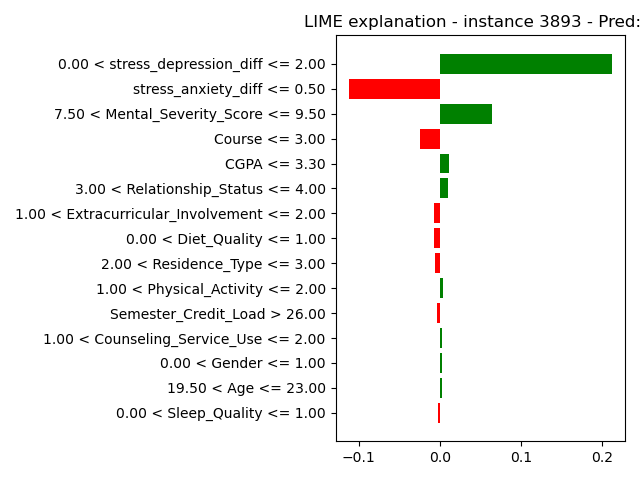 LIME explanation - instance 3893 - Pred:
0.00 < stress_depression_diff <= 2.00
stress_anxiety_diff <= 0.50
7.50 < Mental_Severity_Score <= 9.50
Course <= 3.00
CGPA <= 3.30
3.00 < Relationship_Status <= 4.00
1.00 < Extracurricular_Involvement <= 2.00
0.00 < Diet_Quality <= 1.00
2.00 < Residence_Type <= 3.00
1.00 < Physical_Activity <= 2.00
Semester_Credit_Load > 26.00
1.00 < Counseling_Service_Use <= 2.00
0.00 < Gender <= 1.00
19.50 < Age <= 23.00
0.00 < Sleep_Quality <= 1.00
−0.1 0.0 0.1 0.2